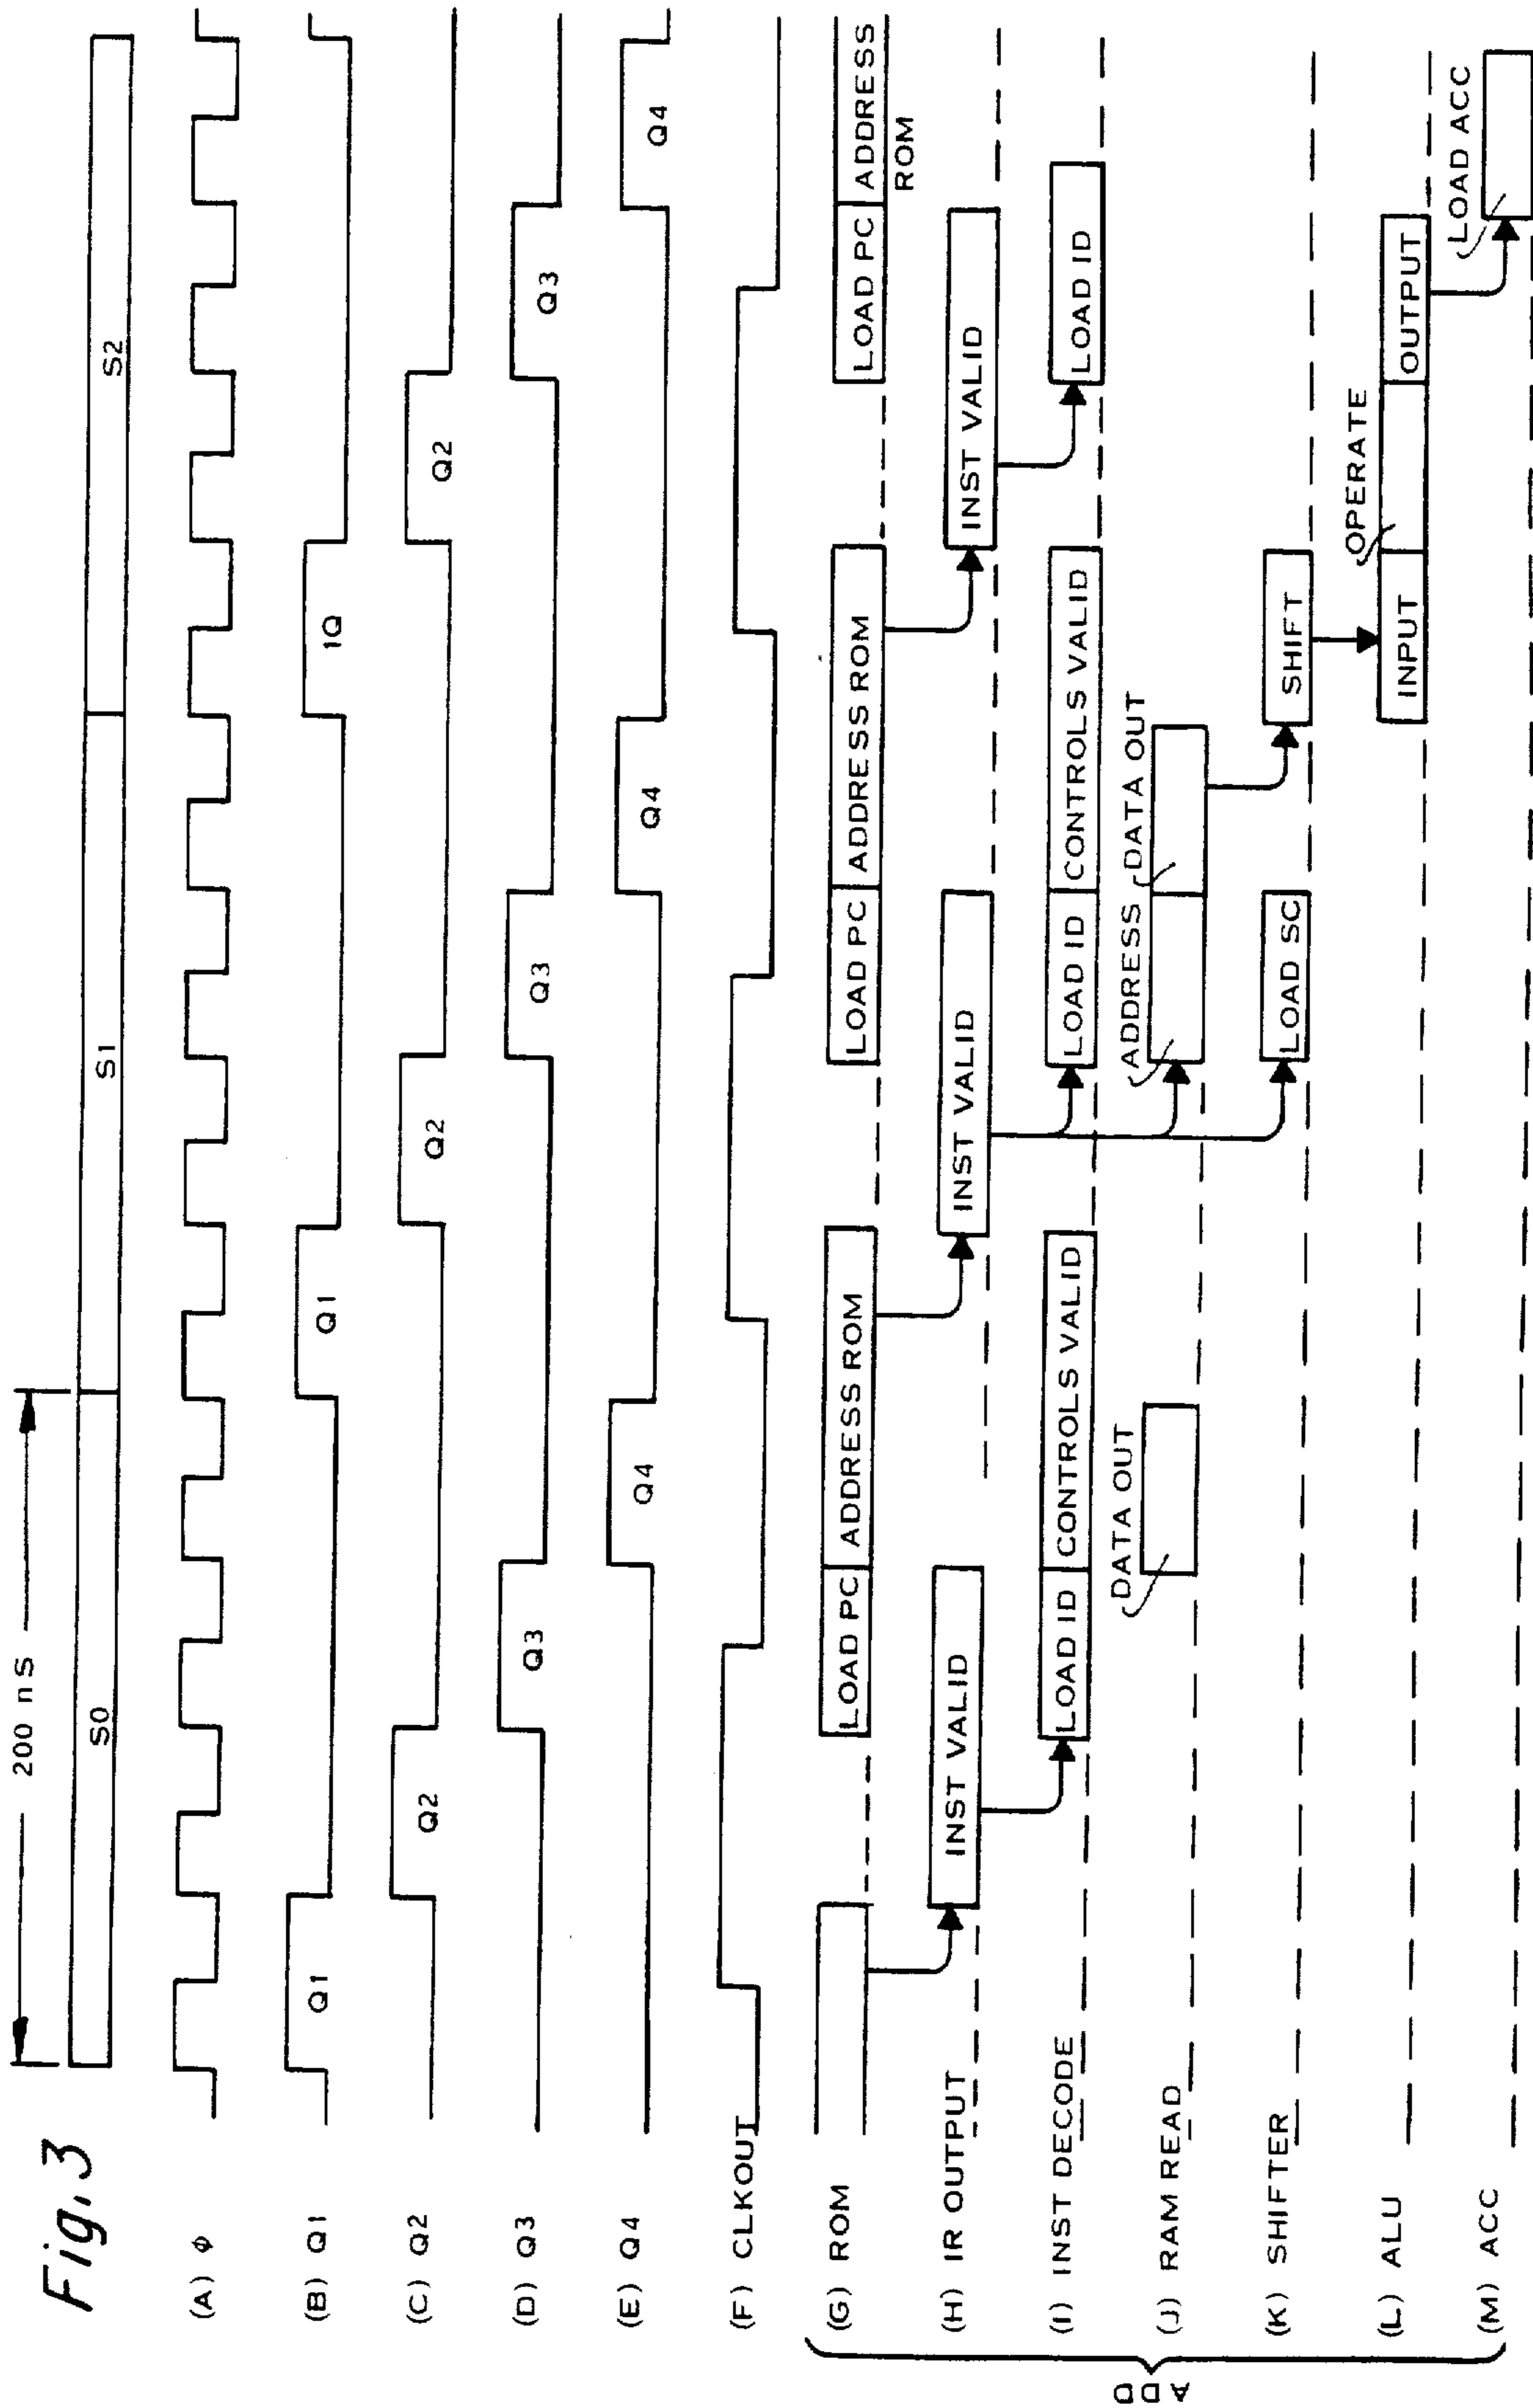 Fig. 3
200 nS
S0 S1 S2
(A) φ
(B) Q1 Q1 Q1 1Q
(C) Q2 Q2 Q2 Q2
(D) Q3 Q3 Q3 Q3
(E) Q4 Q4 Q4 Q4
(F) CLKOUT
(G) ROM LOAD PC ADDRESS ROM LOAD PC ADDRESS ROM LOAD PC ADDRESS
ROM
(H) IR OUTPUT INST VALID INST VALID INST VALID
(I) INST DECODE LOAD ID CONTROLS VALID LOAD ID CONTROLS VALID LOAD ID
DATA OUT ADDRESS DATA OUT
(J) RAM READ
(K) SHIFTER LOAD SC SHIFT
OPERATE
(L) ALU INPUT OUTPUT
LOAD ACC
(M) ACC
ADD